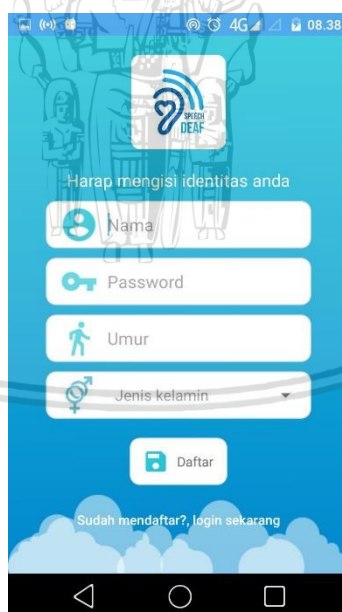 4G 08.38
SPEECH
DEAF
Harap mengisi identitas anda
Nama
Password
Umur
Jenis kelamin
Daftar
Sudah mendaftar?, login sekarang